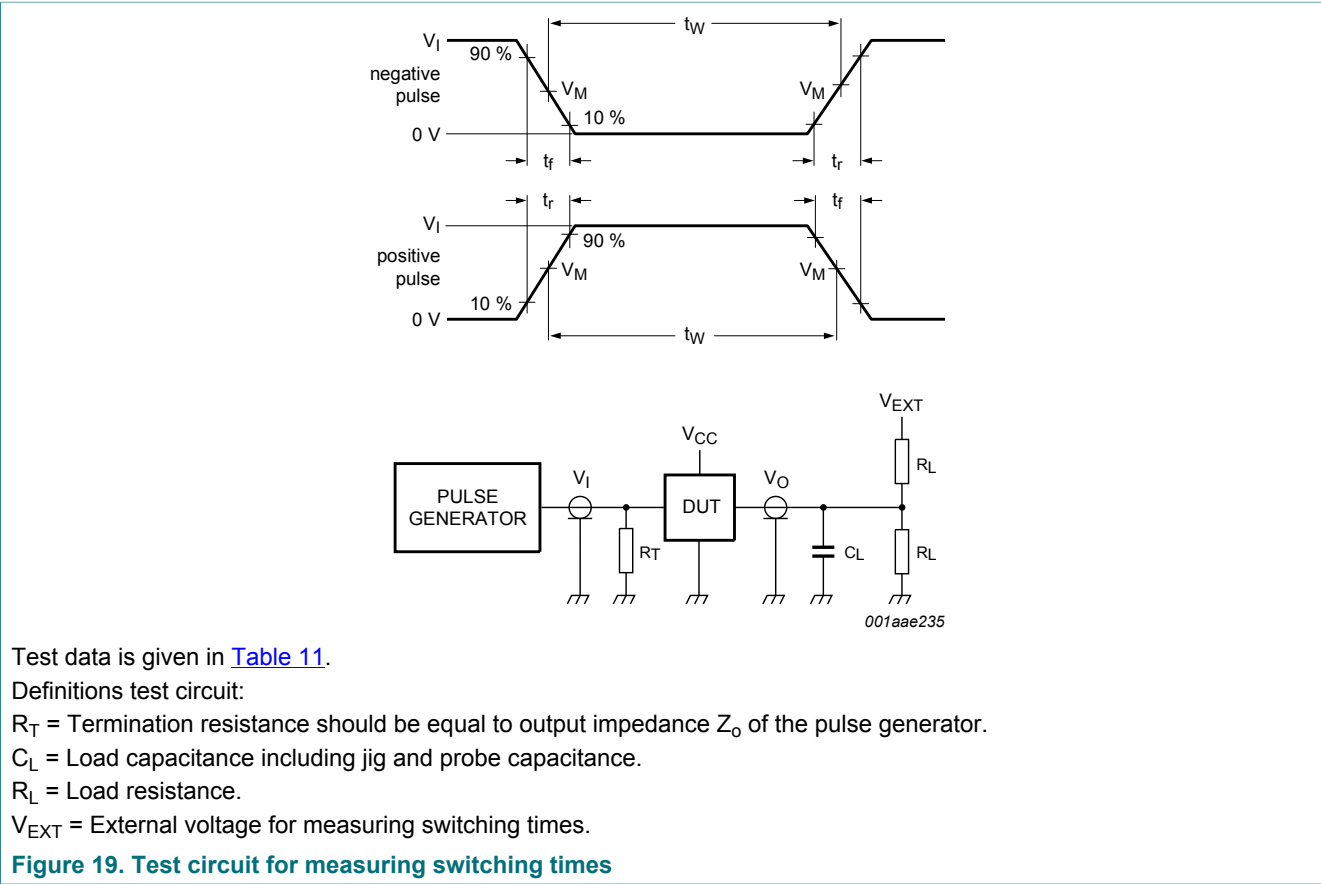 tW
VI
90 %
negative
pulse
VM
VM
10 %
0 V
tf
tr
tr
tf
VI
90 %
positive
pulse
VM
VM
10 %
0 V
tW
VEXT
VCC
RL
VI
VO
PULSE
GENERATOR
DUT
RT
CL
RL
001aae235
Test data is given in Table 11.
Definitions test circuit:
RT = Termination resistance should be equal to output impedance Zo of the pulse generator.
CL = Load capacitance including jig and probe capacitance.
RL = Load resistance.
VEXT = External voltage for measuring switching times.
Figure 19. Test circuit for measuring switching times